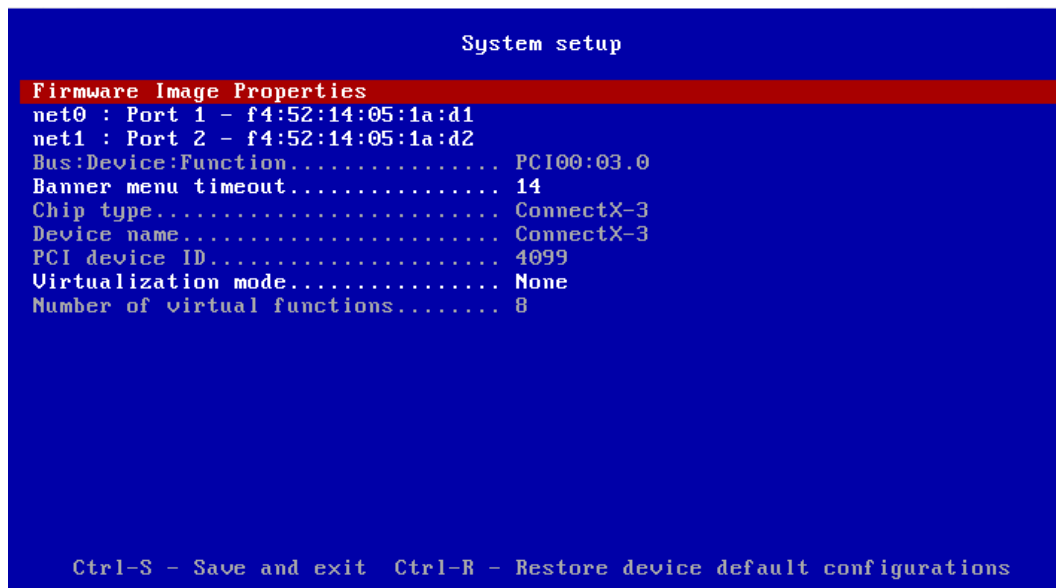 System setup
Firmware Image Properties
net0 : Port 1 - f4:52:14:05:1a:d1
net1 : Port 2 - f4:52:14:05:1a:d2
Bus:Device:Function................ PCI00:03.0
Banner menu timeout................ 14
Chip type.......................... ConnectX-3
Device name........................ ConnectX-3
PCI device ID...................... 4099
Virtualization mode................ None
Number of virtual functions........ 8
Ctrl-S - Save and exit  Ctrl-R - Restore device default configurations